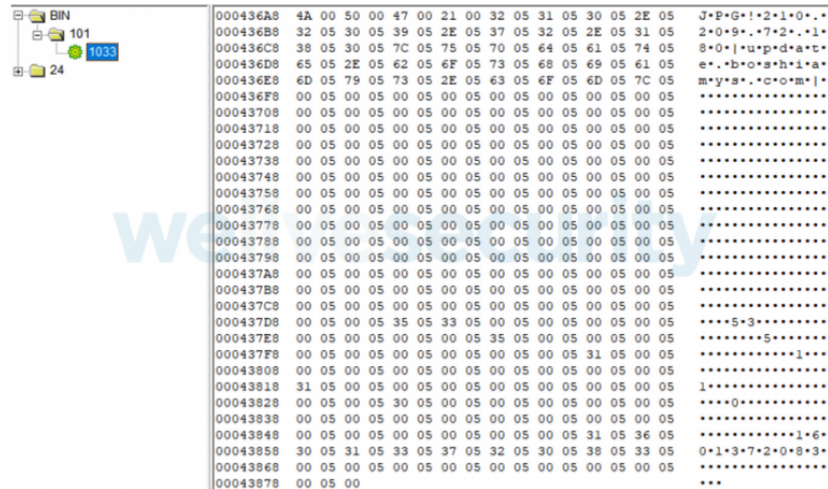 BIN
101
1033
24
000436A8 4A 00 50 00 47 00 21 00 32 05 31 05 30 05 2E 05 J•P•G•!•2•1•0•.•
000436B8 32 05 30 05 39 05 2E 05 37 05 32 05 2E 05 31 05 2•0•9•.•7•2•.•1•
000436C8 38 05 30 05 7C 05 75 05 70 05 64 05 61 05 74 05 8•0•|•u•p•d•a•t•
000436D8 65 05 2E 05 62 05 6F 05 73 05 68 05 69 05 61 05 e•.•b•o•s•h•i•a•
000436E8 6D 05 79 05 73 05 2E 05 63 05 6F 05 6D 05 7C 05 m•y•s•.•c•o•m•|•
000436F8 00 05 00 05 00 05 00 05 00 05 00 05 00 05 00 05 ••••••••••••••••
00043708 00 05 00 05 00 05 00 05 00 05 00 05 00 05 00 05 ••••••••••••••••
00043718 00 05 00 05 00 05 00 05 00 05 00 05 00 05 00 05 ••••••••••••••••
00043728 00 05 00 05 00 05 00 05 00 05 00 05 00 05 00 05 ••••••••••••••••
00043738 00 05 00 05 00 05 00 05 00 05 00 05 00 05 00 05 ••••••••••••••••
00043748 00 05 00 05 00 05 00 05 00 05 00 05 00 05 00 05 ••••••••••••••••
00043758 00 05 00 05 00 05 00 05 00 05 00 05 00 05 00 05 ••••••••••••••••
00043768 00 05 00 05 00 05 00 05 00 05 00 05 00 05 00 05 ••••••••••••••••
00043778 00 05 00 05 00 05 00 05 00 05 00 05 00 05 00 05 ••••••••••••••••
00043788 00 05 00 05 00 05 00 05 00 05 00 05 00 05 00 05 ••••••••••••••••
00043798 00 05 00 05 00 05 00 05 00 05 00 05 00 05 00 05 ••••••••••••••••
000437A8 00 05 00 05 00 05 00 05 00 05 00 05 00 05 00 05 ••••••••••••••••
000437B8 00 05 00 05 00 05 00 05 00 05 00 05 00 05 00 05 ••••••••••••••••
000437C8 00 05 00 05 00 05 00 05 00 05 00 05 00 05 00 05 ••••••••••••••••
000437D8 00 05 00 05 35 05 33 05 00 05 00 05 00 05 00 05 ••••5•3•••••••••
000437E8 00 05 00 05 00 05 00 05 35 05 00 05 00 05 00 05 ••••••••5•••••••
000437F8 00 05 00 05 00 05 00 05 00 05 00 05 31 05 00 05 ••••••••••••1•••
00043808 00 05 00 05 00 05 00 05 00 05 00 05 00 05 00 05 ••••••••••••••••
00043818 31 05 00 05 00 05 00 05 00 05 00 05 00 05 00 05 1•••••••••••••••
00043828 00 05 00 05 30 05 00 05 00 05 00 05 00 05 00 05 ••••0•••••••••••
00043838 00 05 00 05 00 05 00 05 00 05 00 05 00 05 00 05 ••••••••••••••••
00043848 00 05 00 05 00 05 00 05 00 05 00 05 31 05 36 05 ••••••••••••1•6•
00043858 30 05 31 05 33 05 37 05 32 05 30 05 38 05 33 05 0•1•3•7•2•0•8•3•
00043868 00 05 00 05 00 05 00 05 00 05 00 05 00 05 00 05 ••••••••••••••••
00043878 00 05 00 •••
welivesecurity